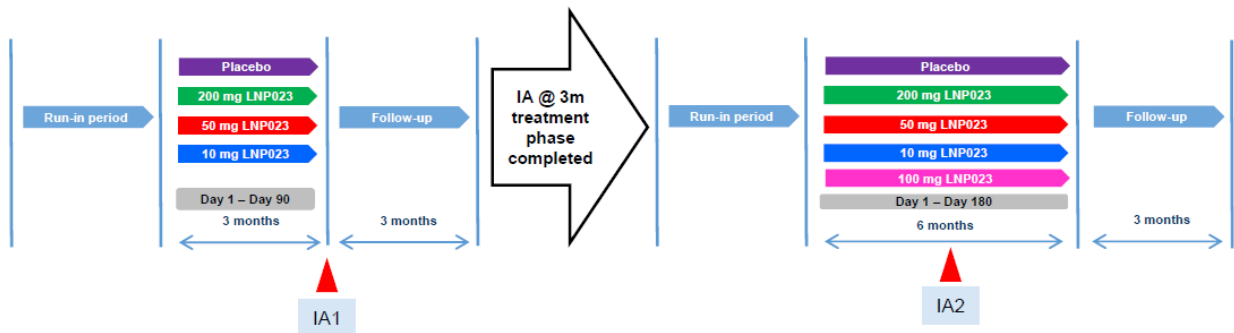 Run-in period
Placebo
200 mg LNP023
50 mg LNP023
10 mg LNP023
Day 1 – Day 90
3 months
Follow-up
3 months
IA1
IA @ 3m
treatment
phase
completed
Run-in period
Placebo
200 mg LNP023
50 mg LNP023
10 mg LNP023
100 mg LNP023
Day 1 – Day 180
6 months
Follow-up
3 months
IA2